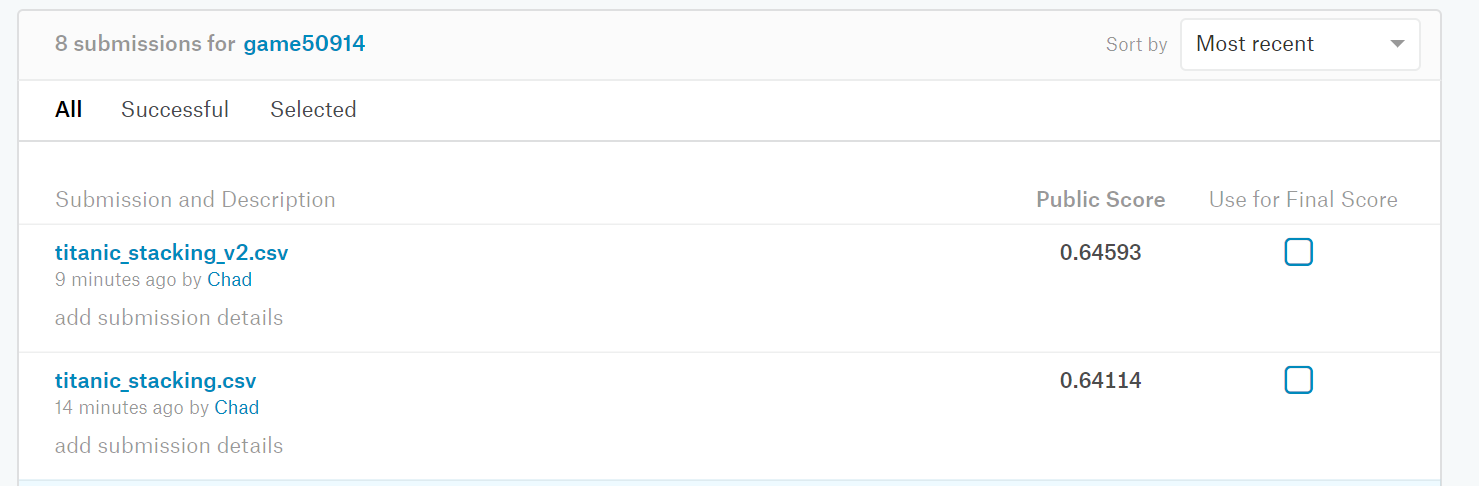 8 submissions for game50914
Sort by Most recent
All Successful Selected
Submission and Description Public Score Use for Final Score
titanic_stacking_v2.csv 0.64593
9 minutes ago by Chad
add submission details
titanic_stacking.csv 0.64114
14 minutes ago by Chad
add submission details